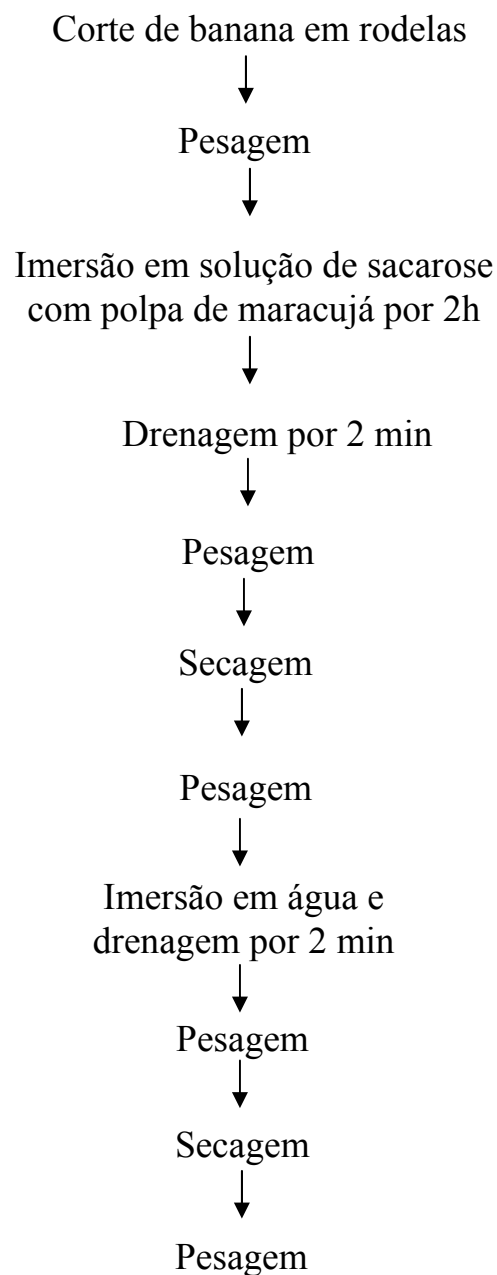 Corte de banana em rodelas
Pesagem
Imersão em solução de sacarose
com polpa de maracujá por 2h
Drenagem por 2 min
Pesagem
Secagem
Pesagem
Imersão em água e
drenagem por 2 min
Pesagem
Secagem
Pesagem